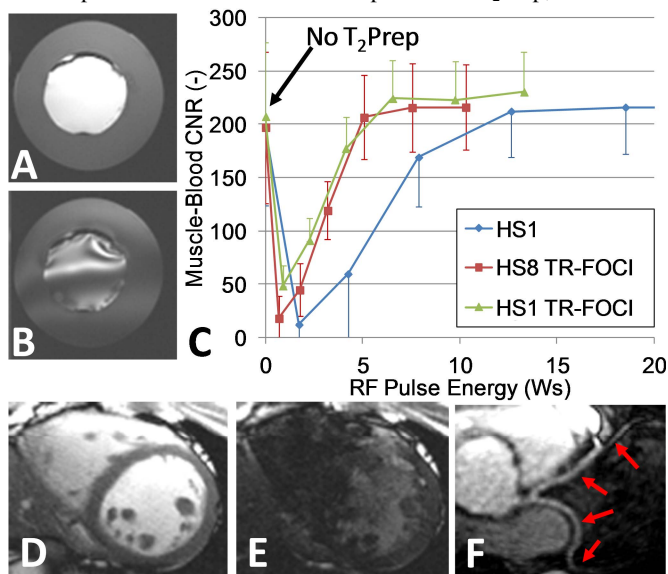 A
B
C
No T₂Prep
Muscle-Blood CNR (-)
300
250
200
150
100
50
0
HS1
HS8 TR-FOCI
HS1 TR-FOCI
0 5 10 15 20
RF Pulse Energy (Ws)
D
E
F